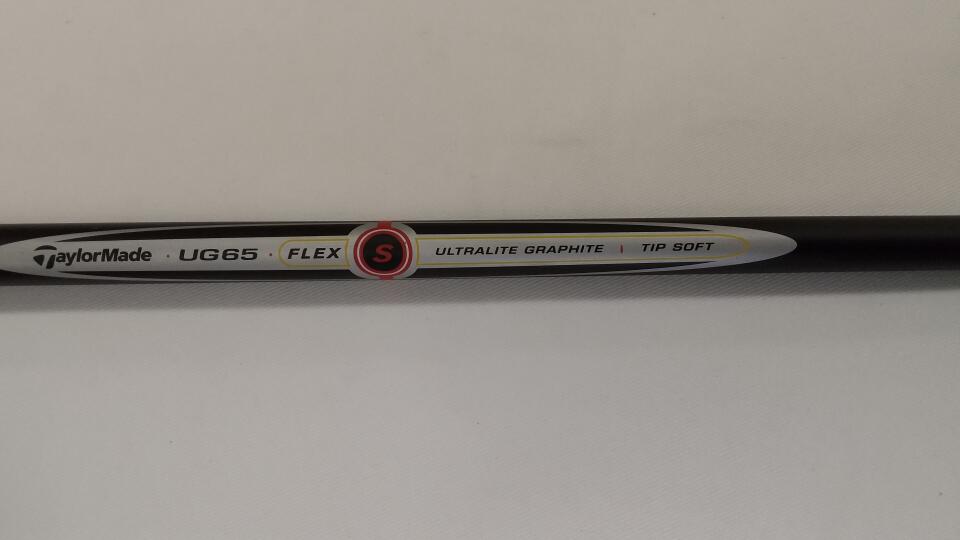 TaylorMade · UG65 · FLEX S ULTRALITE GRAPHITE | TIP SOFT